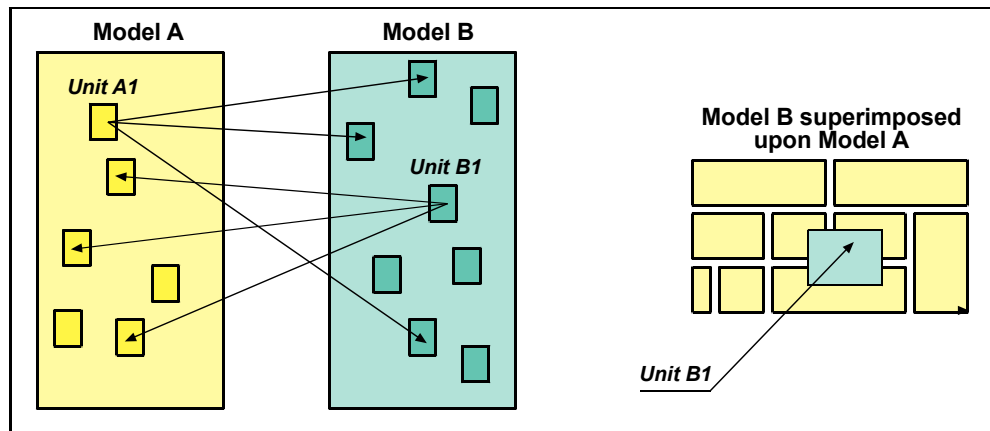 Model A
Model B
Unit A1
Unit B1
Model B superimposed
upon Model A
Unit B1